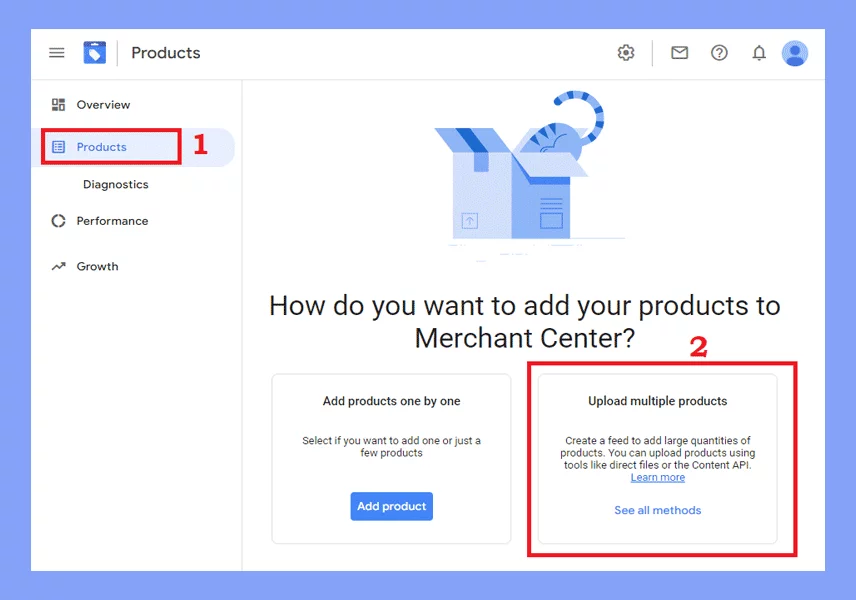 Products
Overview
Products
1
Diagnostics
Performance
Growth
How do you want to add your products to
Merchant Center?
2
Add products one by one
Select if you want to add one or just a
few products
Add product
Upload multiple products
Create a feed to add large quantities of
products. You can upload products using
tools like direct files or the Content API.
Learn more
See all methods